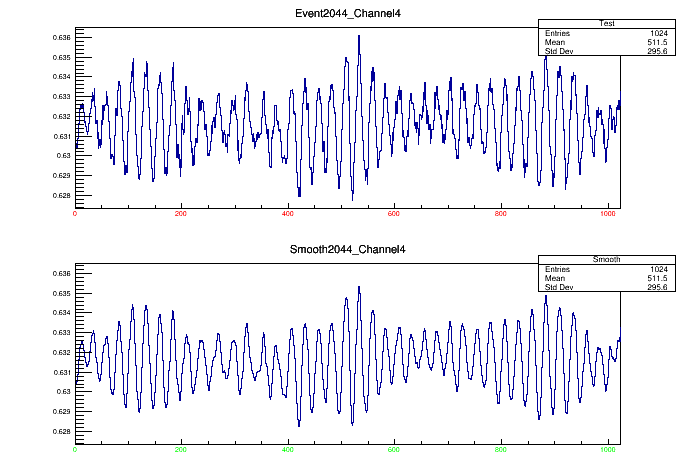 Event2044_Channel4
Test
Entries 1024
Mean 511.5
Std Dev 295.6
0.636
0.635
0.634
0.633
0.632
0.631
0.63
0.629
0.628
0 200 400 600 800 1000
Smooth2044_Channel4
Smooth
Entries 1024
Mean 511.5
Std Dev 295.6
0.636
0.635
0.634
0.633
0.632
0.631
0.63
0.629
0.628
0 200 400 600 800 1000